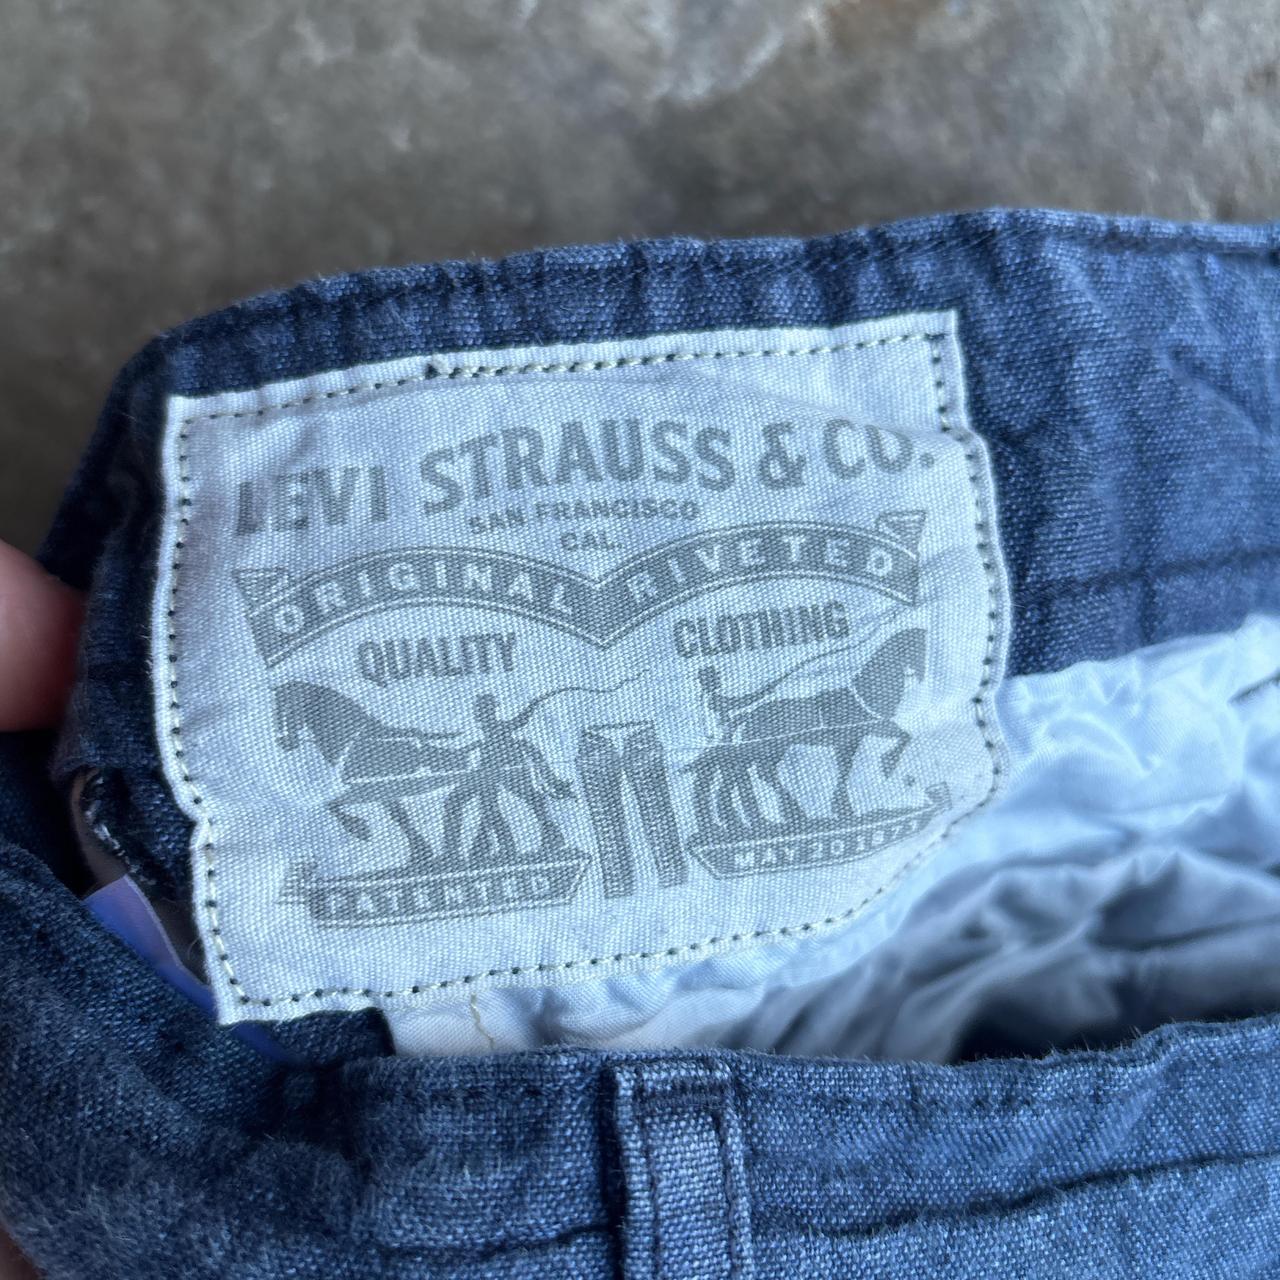 LEVI STRAUSS & CO.
SAN FRANCISCO
CAL.
ORIGINAL RIVETED
QUALITY CLOTHING
PATENTED
MAY 20 1873